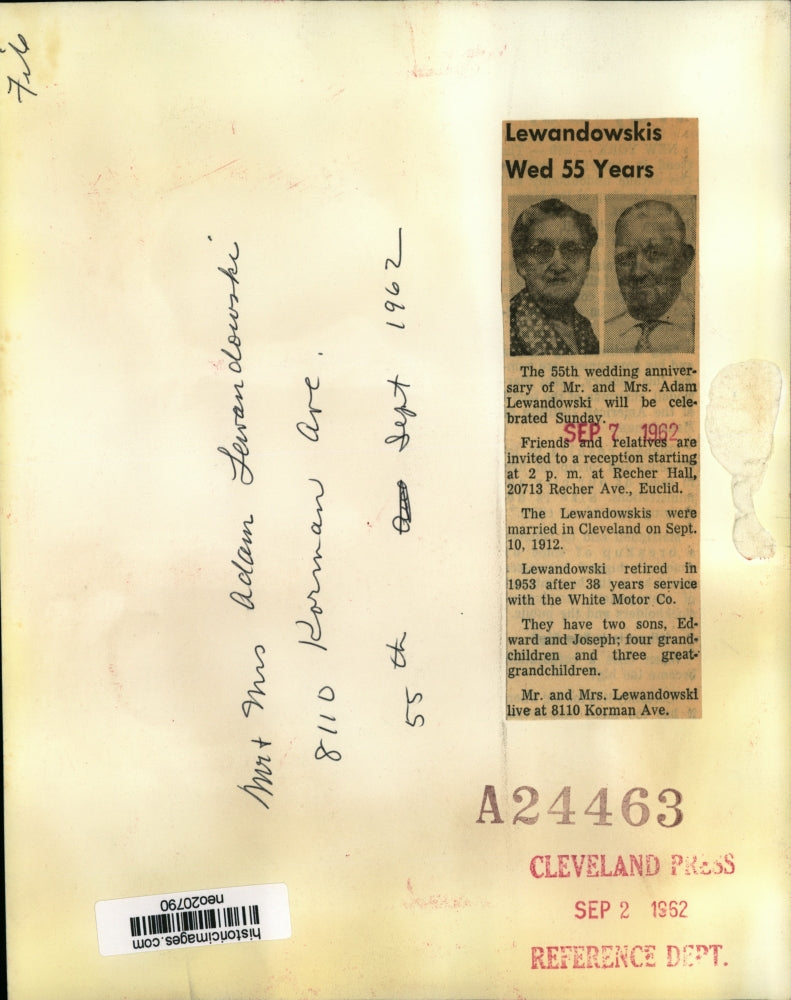 Mr + Mrs Adam Lewandowski
8110 Korman Ave.
55 th Sept 1962
Lewandowskis
Wed 55 Years
The 55th wedding anniver-
sary of Mr. and Mrs. Adam
Lewandowski will be cele-
brated Sunday.
SEP 7 1962
Friends and relatives are
invited to a reception starting
at 2 p. m. at Recher Hall,
20713 Recher Ave., Euclid.
The Lewandowskis were
married in Cleveland on Sept.
10, 1912.
Lewandowski retired in
1953 after 38 years service
with the White Motor Co.
They have two sons, Ed-
ward and Joseph; four grand-
children and three great-
grandchildren.
Mr. and Mrs. Lewandowski
live at 8110 Korman Ave.
A24463
CLEVELAND PRESS
SEP 2 1962
REFERENCE DEPT.
historicimages.com
neo20790